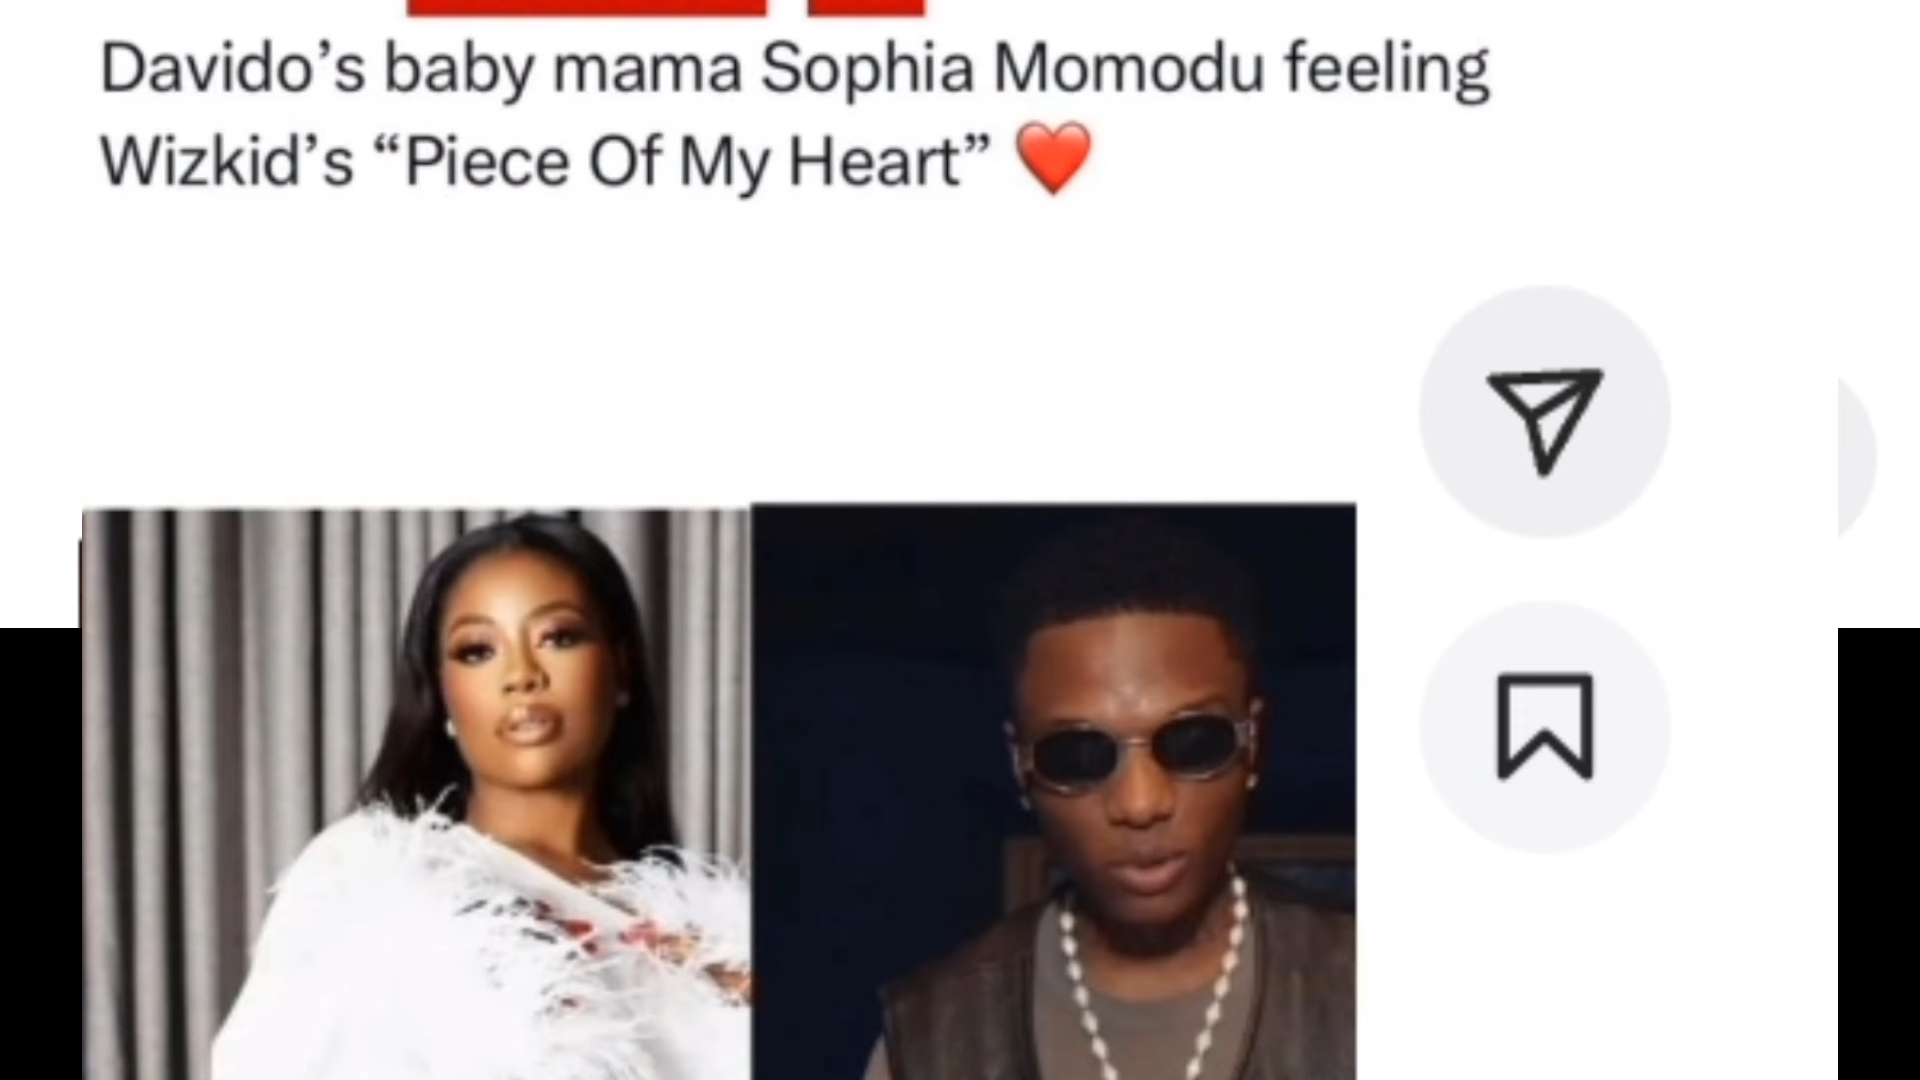 Davido’s baby mama Sophia Momodu feeling
Wizkid’s “Piece Of My Heart” ❤️